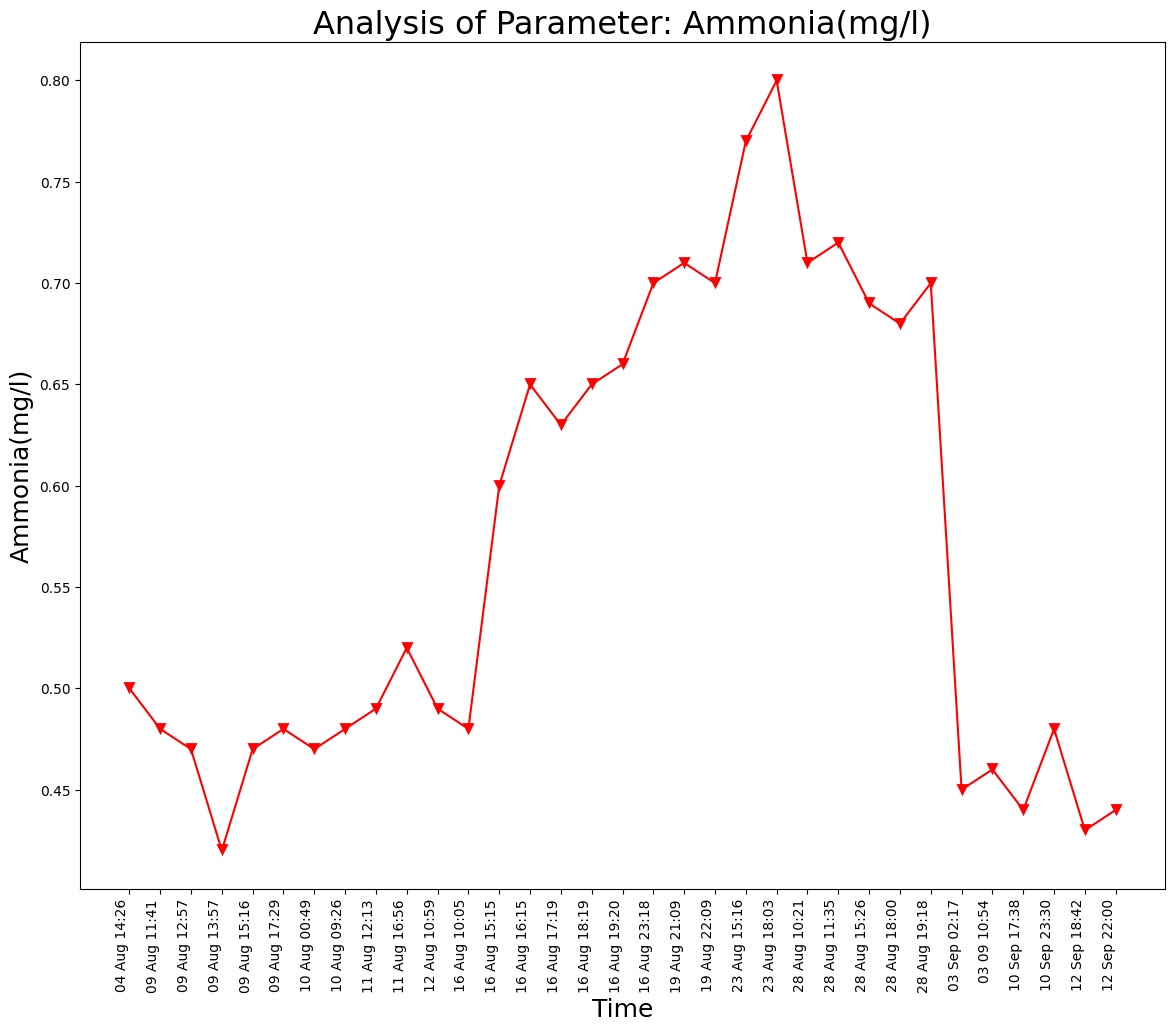 Analysis of Parameter: Ammonia(mg/l)
Ammonia(mg/l)
0.80
0.75
0.70
0.65
0.60
0.55
0.50
0.45
04 Aug 14:26
09 Aug 11:41
09 Aug 12:57
09 Aug 13:57
09 Aug 15:16
09 Aug 17:29
10 Aug 00:49
10 Aug 09:26
11 Aug 12:13
11 Aug 16:56
12 Aug 10:59
16 Aug 10:05
16 Aug 15:15
16 Aug 16:15
16 Aug 17:19
16 Aug 18:19
16 Aug 19:20
16 Aug 23:18
19 Aug 21:09
19 Aug 22:09
23 Aug 15:16
23 Aug 18:03
28 Aug 10:21
28 Aug 11:35
28 Aug 15:26
28 Aug 18:00
28 Aug 19:18
03 Sep 02:17
03 09 10:54
10 Sep 17:38
10 Sep 23:30
12 Sep 18:42
12 Sep 22:00
Time